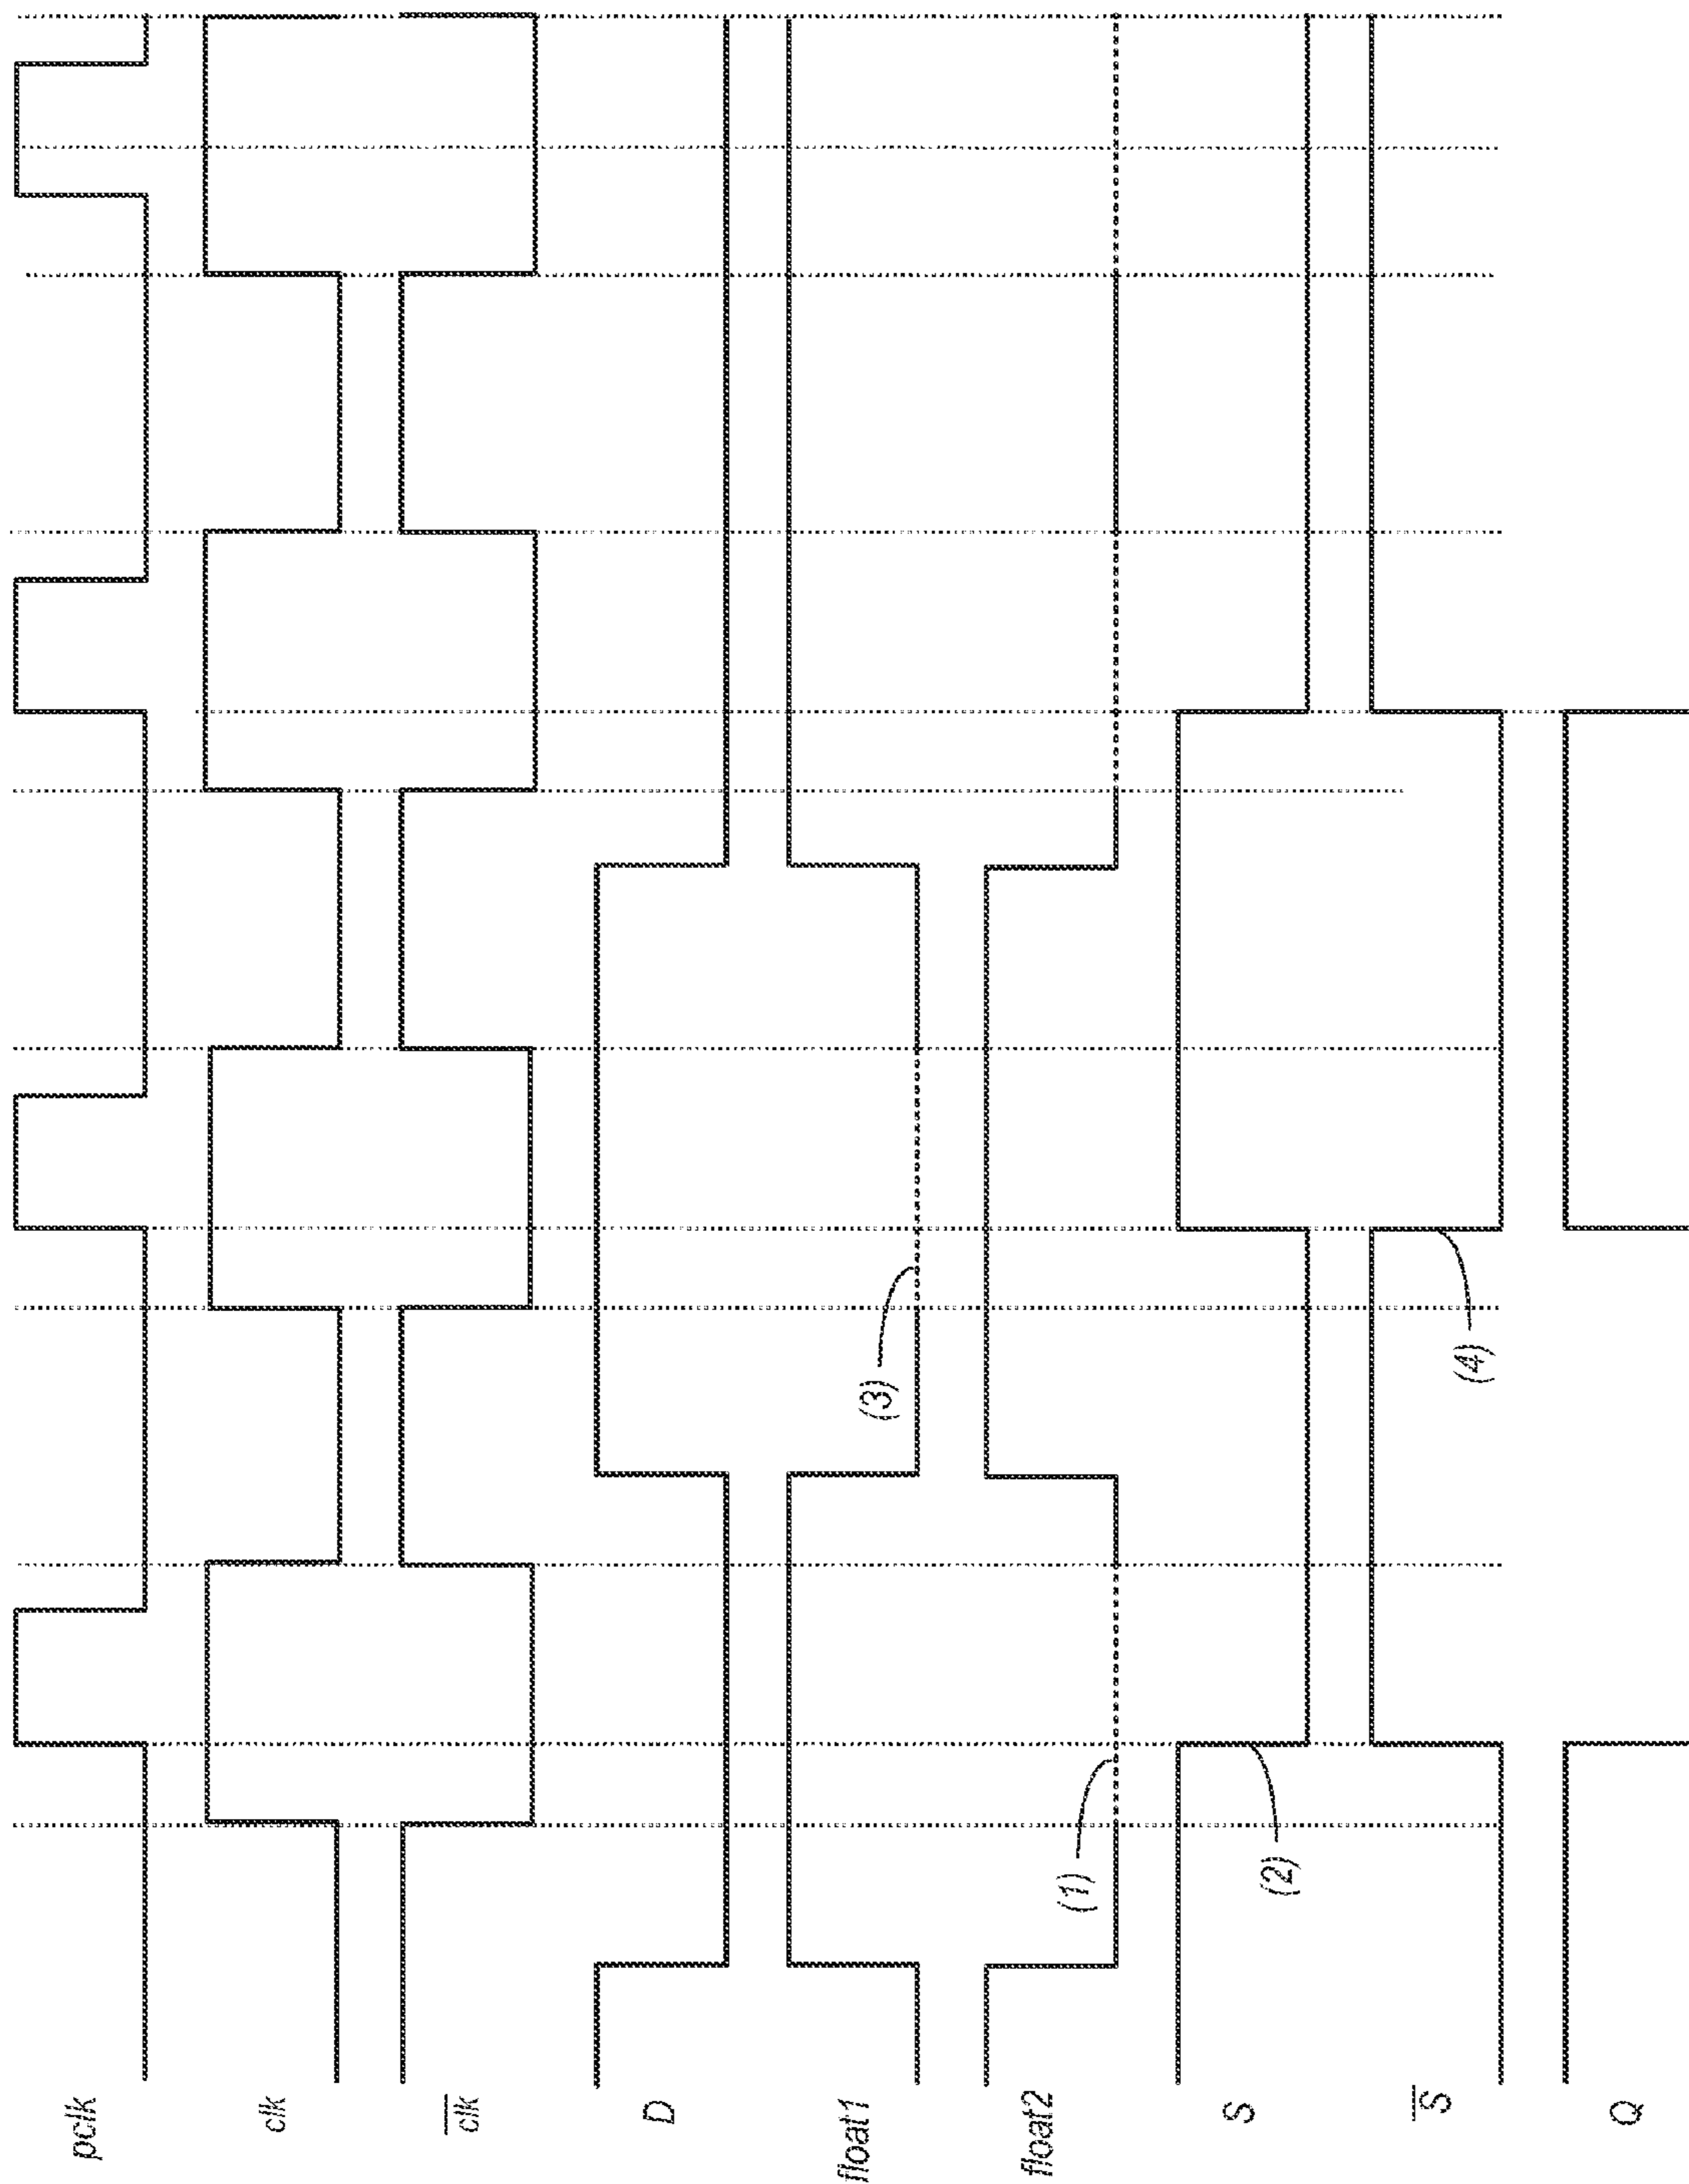 pclk
clk
clk
D
float1
float2
S
S
Q
(1)
(2)
(3)
(4)